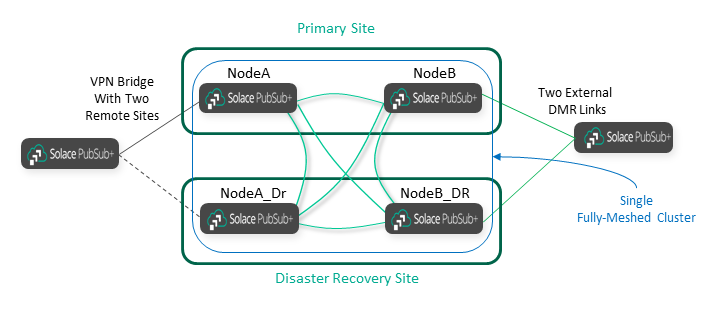 Primary Site
VPN Bridge
With Two
Remote Sites
NodeA
NodeB
Solace PubSub+
Solace PubSub+
Two External
DMR Links
Solace PubSub+
Solace PubSub+
NodeA_Dr
NodeB_DR
Solace PubSub+
Solace PubSub+
Single
Fully-Meshed Cluster
Disaster Recovery Site